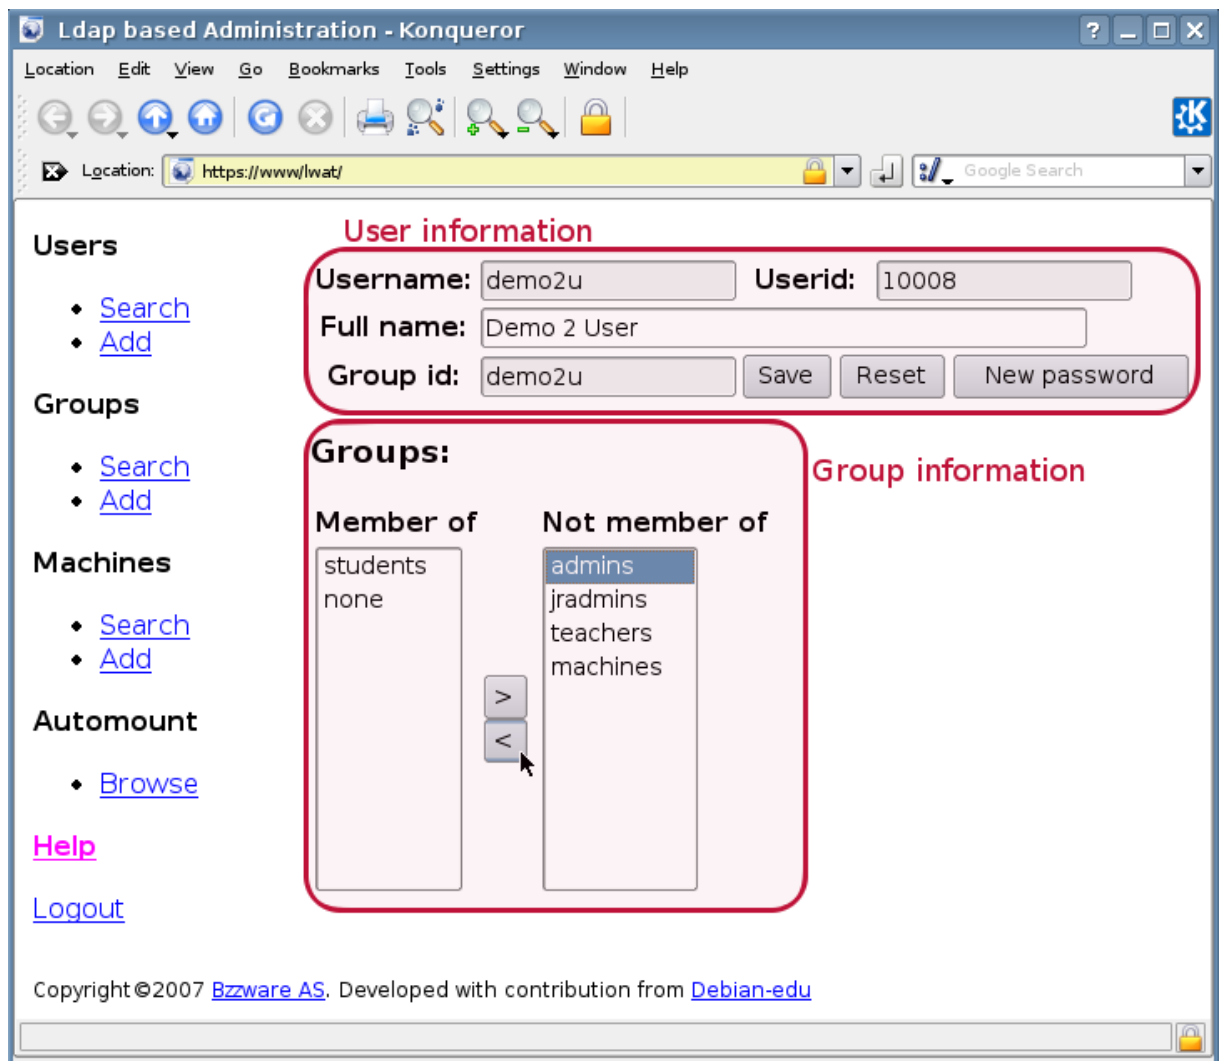 Ldap based Administration - Konqueror
Location Edit View Go Bookmarks Tools Settings Window Help
Location: https://www/lwat/ Google Search
Users
Search
Add
Groups
Search
Add
Machines
Search
Add
Automount
Browse
Help
Logout
User information
Username: demo2u Userid: 10008
Full name: Demo 2 User
Group id: demo2u Save Reset New password
Group information
Groups:
Member of Not member of
students admins
none jradmins
teachers
machines
>
<
Copyright©2007 Bzzware AS. Developed with contribution from Debian-edu